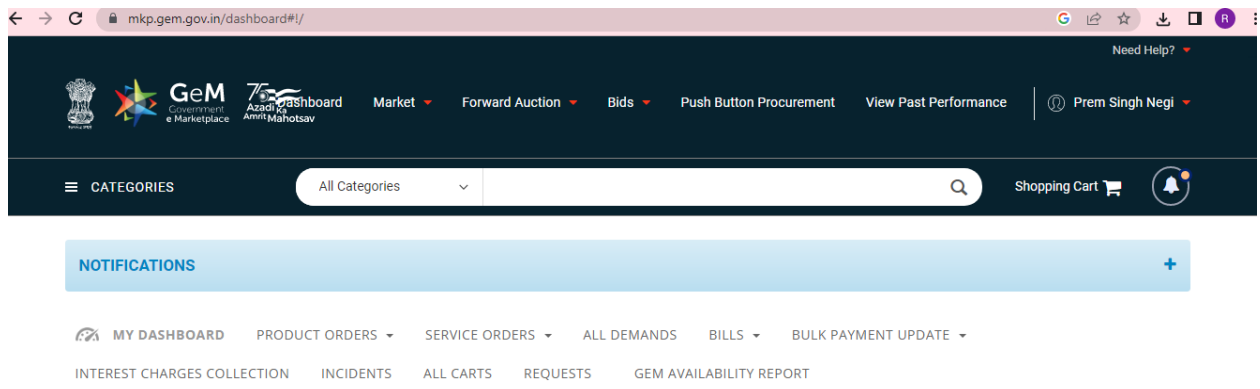 mkp.gem.gov.in/dashboard#!/
R
Need Help?
GeM
Government
e Marketplace
75
Azadi Ka
Amrit Mahotsav
Dashboard Market Forward Auction Bids Push Button Procurement View Past Performance Prem Singh Negi
CATEGORIES All Categories Shopping Cart
NOTIFICATIONS +
MY DASHBOARD PRODUCT ORDERS SERVICE ORDERS ALL DEMANDS BILLS BULK PAYMENT UPDATE
INTEREST CHARGES COLLECTION INCIDENTS ALL CARTS REQUESTS GEM AVAILABILITY REPORT